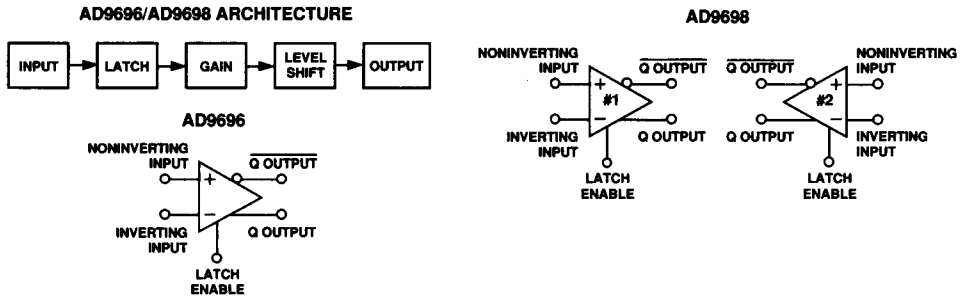 AD9696/AD9698 ARCHITECTURE
INPUT
LATCH
GAIN
LEVEL
SHIFT
OUTPUT
AD9696
NONINVERTING
INPUT
Q OUTPUT
+
−
INVERTING
INPUT
Q OUTPUT
LATCH
ENABLE
AD9698
NONINVERTING
INPUT
Q OUTPUT
+
#1
−
INVERTING
INPUT
Q OUTPUT
LATCH
ENABLE
Q OUTPUT
NONINVERTING
INPUT
+
#2
−
Q OUTPUT
INVERTING
INPUT
LATCH
ENABLE